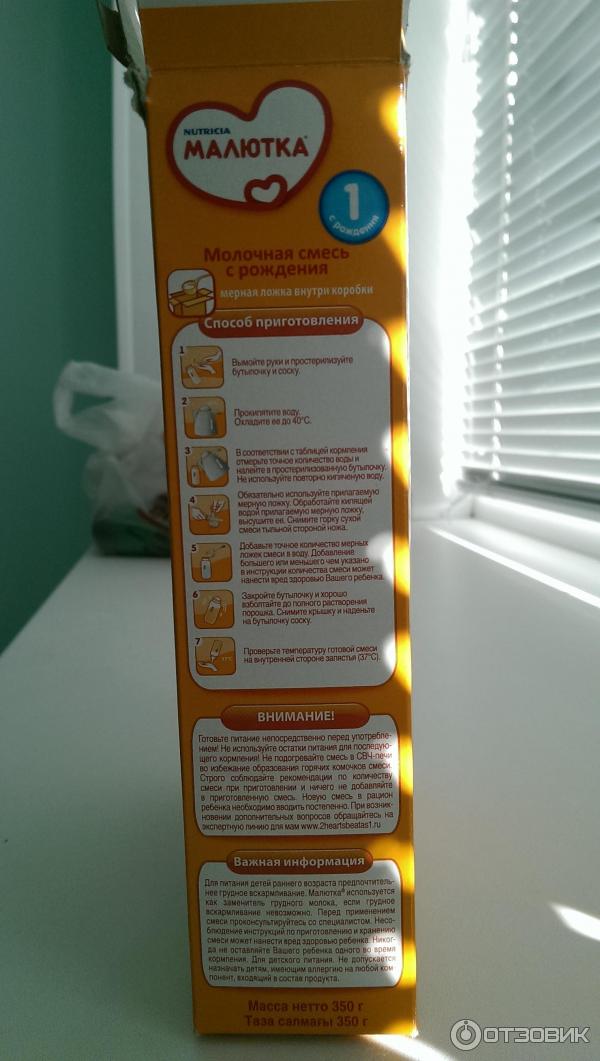 NUTRICIA
МАЛЮТКА®
1
с рождения
Молочная смесь
с рождения
мерная ложка внутри коробки
Способ приготовления
1
Вымойте руки и простерилизуйте
бутылочку и соску.
2
Прокипятите воду.
Охладите ее до 40°С.
3
В соответствии с таблицей кормления
отмерьте точное количество воды и
налейте в простерилизованную бутылочку.
Не используйте повторно кипяченую воду.
4
Обязательно используйте прилагаемую
мерную ложку. Обработайте кипящей
водой прилагаемую мерную ложку,
высушите ее. Снимите горку сухой
смеси тыльной стороной ножа.
5
Добавьте точное количество мерных
ложек смеси в воду. Добавление
большего или меньшего чем указано
в инструкции количества смеси может
нанести вред здоровью Вашего ребенка.
6
Закройте бутылочку и хорошо
взболтайте до полного растворения
порошка. Снимите крышку и наденьте
на бутылочку соску.
7
37°C
Проверьте температуру готовой смеси
на внутренней стороне запястья (37°С).
ВНИМАНИЕ!
Готовьте питание непосредственно перед употребле-
нием! Не используйте остатки питания для последую-
щего кормления! Не подогревайте смесь в СВЧ-печи
во избежание образования горячих комочков смеси.
Строго соблюдайте рекомендации по количеству
смеси при приготовлении и ничего не добавляйте
в приготовленную смесь. Новую смесь в рацион
ребенка необходимо вводить постепенно. При возник-
новении дополнительных вопросов обращайтесь на
экспертную линию для мам www.2heartsbeatas1.ru
Важная информация
Для питания детей раннего возраста предпочтитель-
нее грудное вскармливание. Малютка® используется
как заменитель грудного молока, если грудное
вскармливание невозможно. Перед применением
смеси проконсультируйтесь со специалистом. Несо-
блюдение инструкций по приготовлению и хранению
смеси может нанести вред здоровью ребенка. Никог-
да не оставляйте Вашего ребенка одного во время
кормления. Для детского питания. Не допускается
назначать детям, имеющим аллергию на любой ком-
понент, входящий в состав продукта.
Масса нетто 350 г
Таза салмағы 350 г
ОТЗОВИК